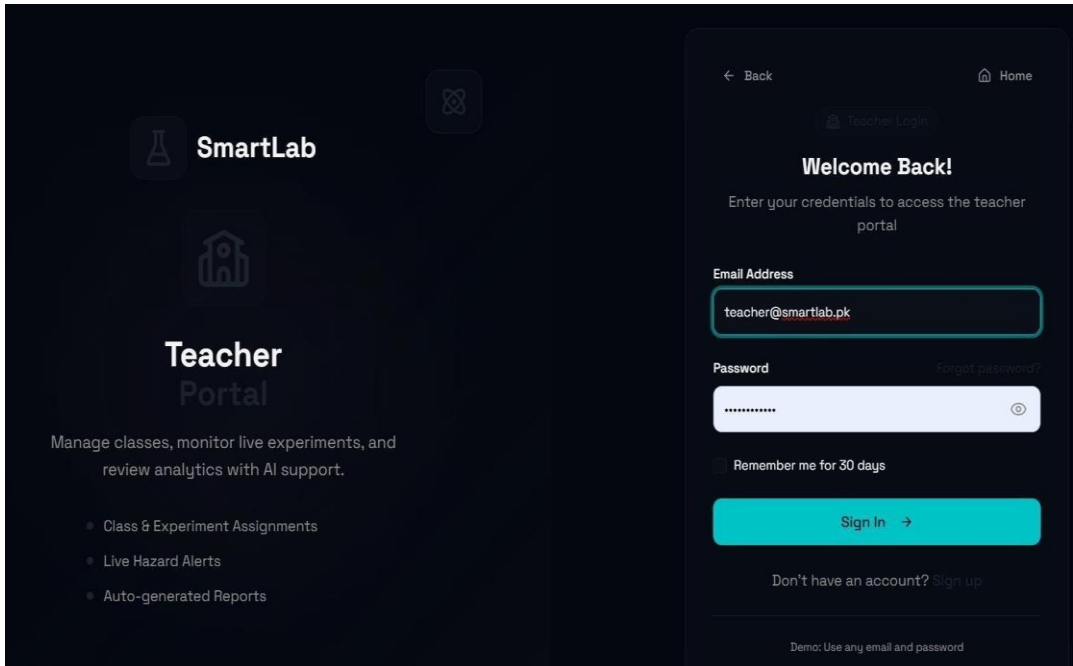 SmartLab
Teacher
Portal
Manage classes, monitor live experiments, and
review analytics with AI support.
Class & Experiment Assignments
Live Hazard Alerts
Auto-generated Reports
Back
Home
Teacher Login
Welcome Back!
Enter your credentials to access the teacher
portal
Email Address
teacher@smartlab.pk
Password
Forgot password?
••••••••••••
Remember me for 30 days
Sign In →
Don't have an account? Sign up
Demo: Use any email and password